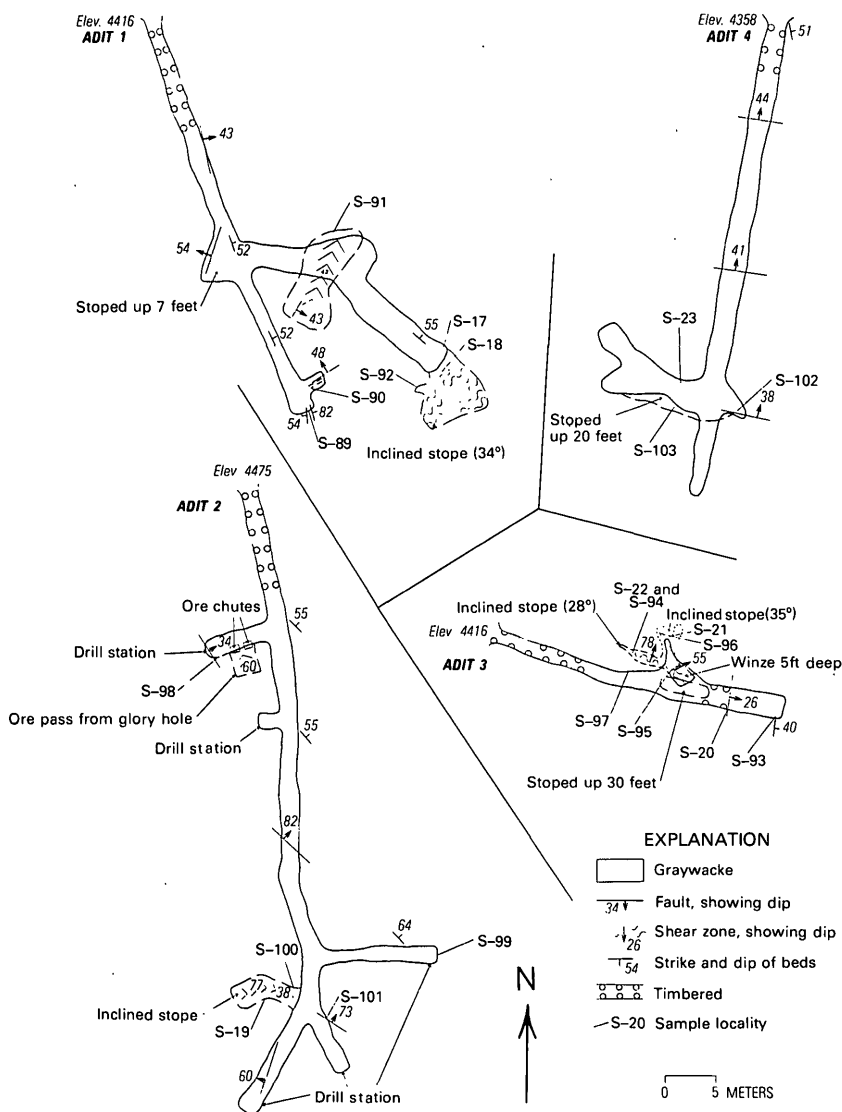 Elev. 4416
ADIT 1
43
S-91
54
52
Stoped up 7 feet
43
52
55
S-17
S-18
48
S-92
S-90
54
82
S-89
Inclined stope (34°)
Elev. 4358
ADIT 4
51
44
41
S-23
S-102
38
Stoped
up 20 feet
S-103
Elev 4475
ADIT 2
Ore chutes
55
34
Drill station
60
S-98
Ore pass from glory hole
55
Drill station
82
64
S-99
S-100
77
38
S-101
73
Inclined stope
S-19
60
Drill station
S-22 and
S-94
Inclined stope (28°)
Inclined stope(35°)
S-21
Elev 4416
78
S-96
ADIT 3
55
Winze 5ft deep
26
S-97
S-95
40
S-20
S-93
Stoped up 30 feet
EXPLANATION
Graywacke
34
Fault, showing dip
26
Shear zone, showing dip
54
Strike and dip of beds
Timbered
S-20 Sample locality
N
0 5 METERS